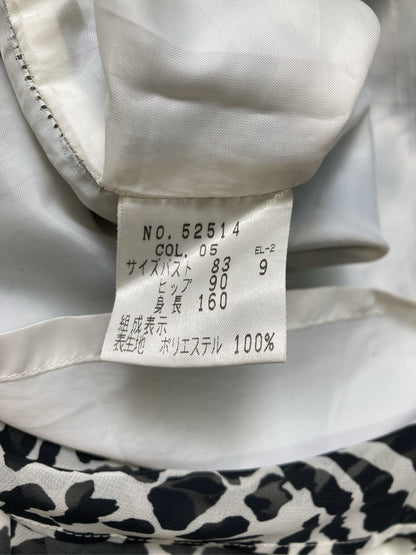 NO. 52514
COL. 05 EL-2
サイズバスト 83 9
ヒップ 90
身長 160
組成表示
表生地 ポリエステル 100%